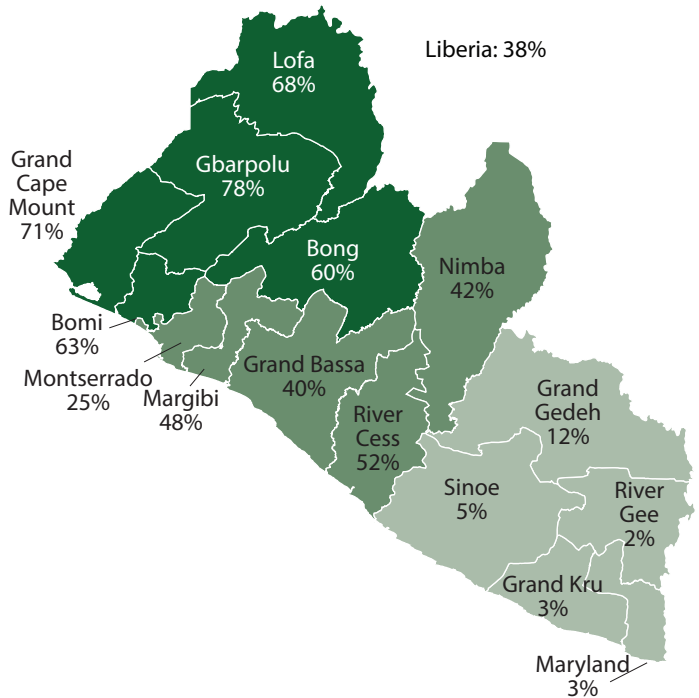 Liberia: 38%
Lofa
68%
Grand
Cape
Mount
71%
Gbarpolu
78%
Bong
60%
Nimba
42%
Bomi
63%
Montserrado
25%
Margibi
48%
Grand Bassa
40%
River
Cess
52%
Grand
Gedeh
12%
Sinoe
5%
River
Gee
2%
Grand Kru
3%
Maryland
3%